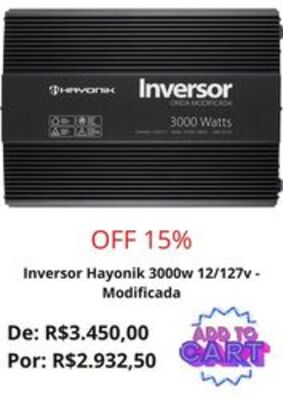 HAYONIK
Inversor
ONDA MODIFICADA
3000 Watts
OFF 15%
Inversor Hayonik 3000w 12/127v -
Modificada
De: R$3.450,00
Por: R$2.932,50
ADD TO
CART